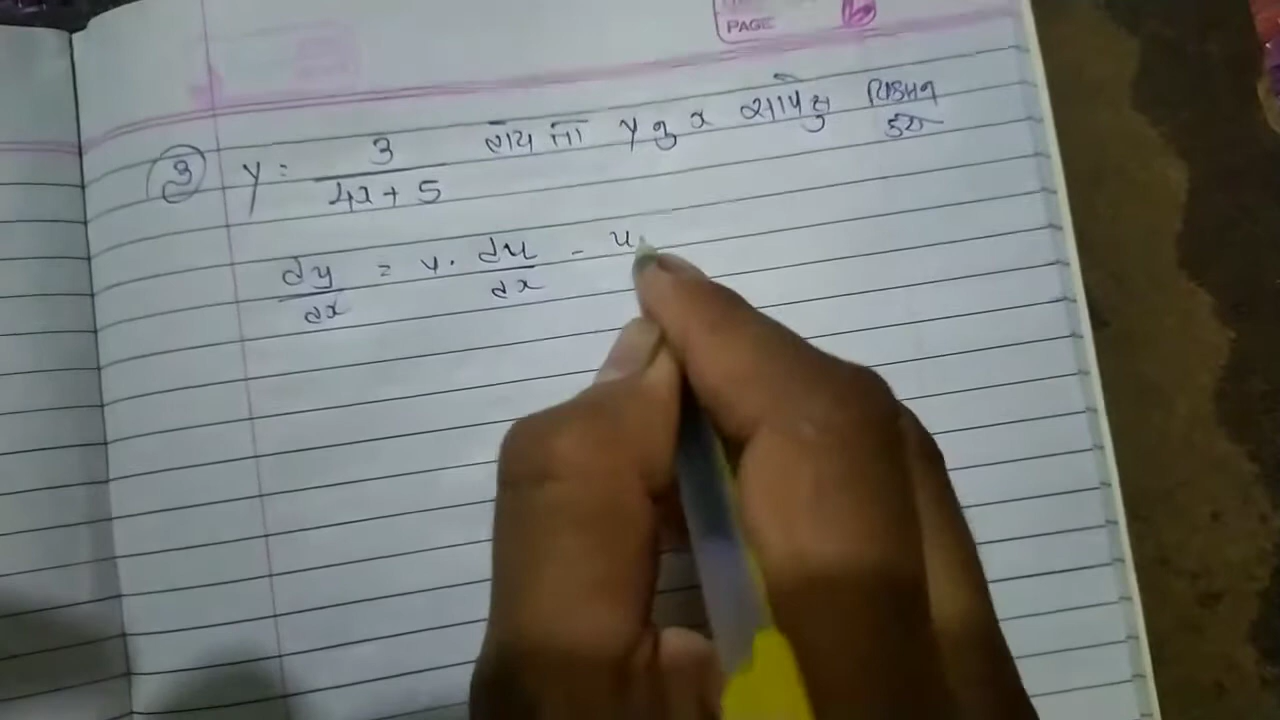 PAGE
3 y = 3 / 4x + 5 હોય તો y નુ x સાપેક્ષ વિકલન કરો
dy/dx = v · du/dx - u